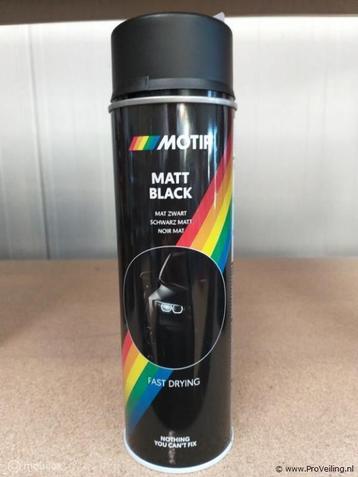 MOTIP
MATT
BLACK
MAT ZWART
SCHWARZ MATT
NOIR MAT
FAST DRYING
NOTHING
YOU CAN'T FIX
© www.ProVeiling.nl